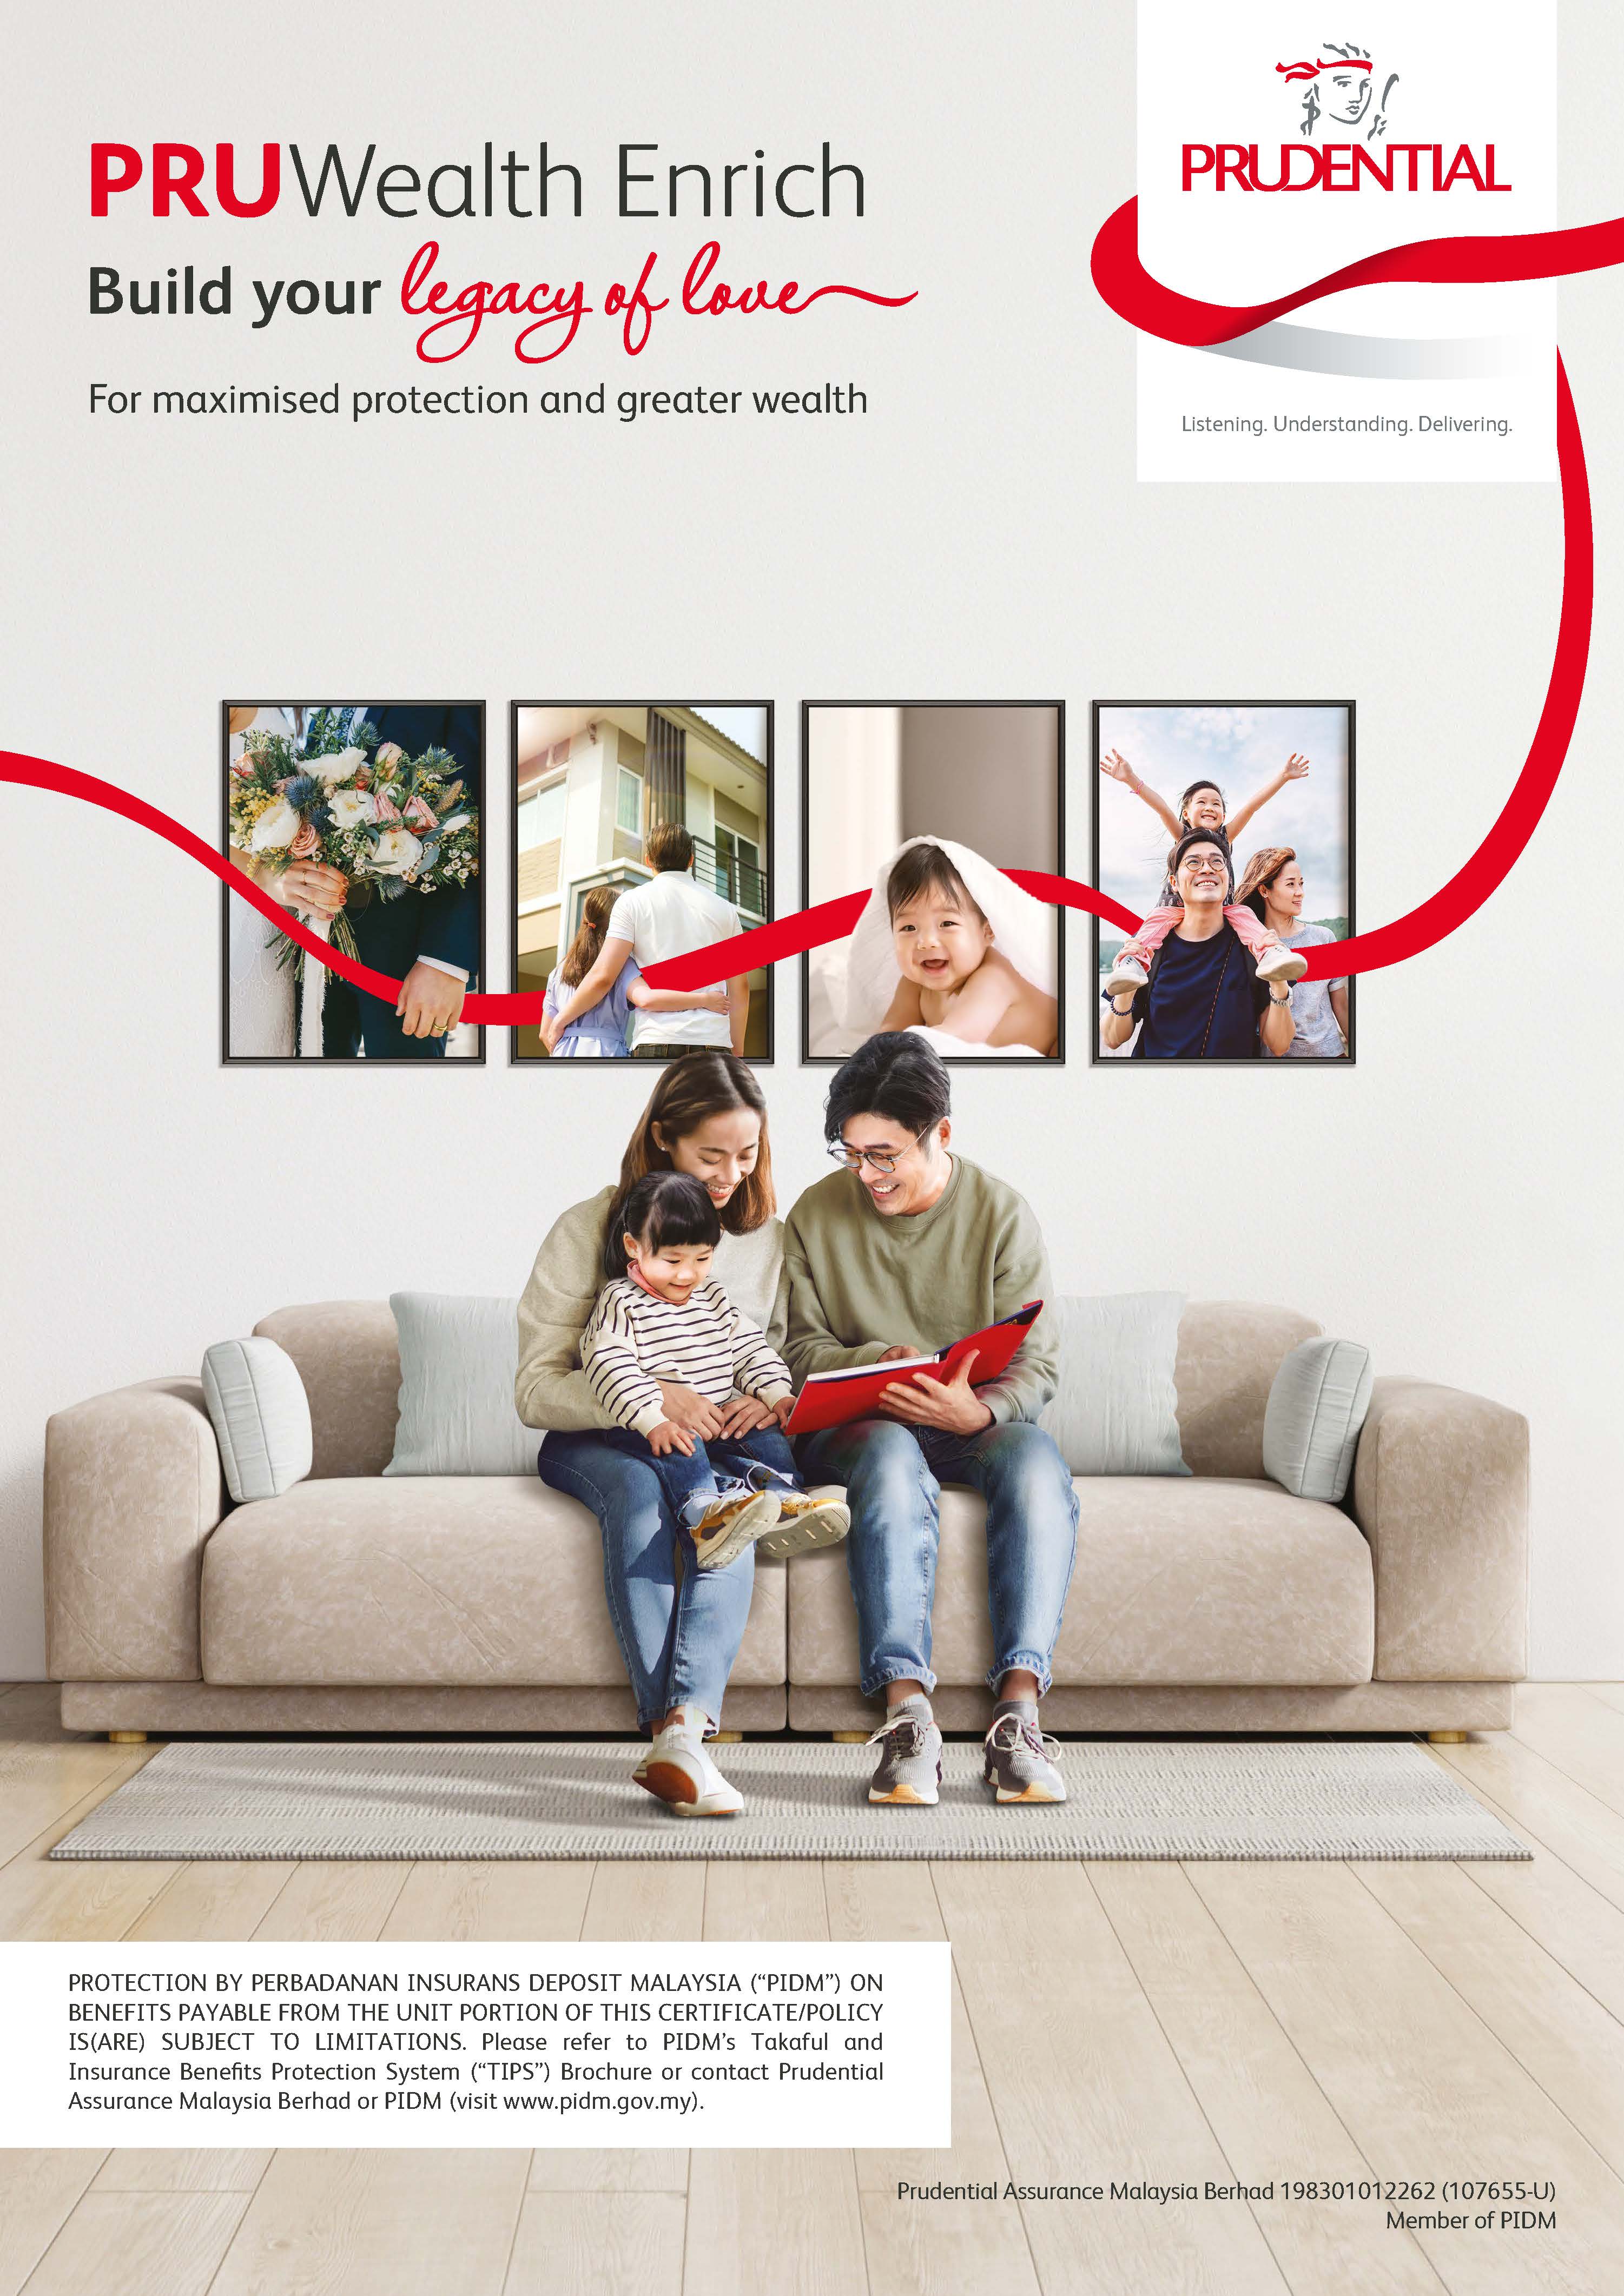 PRUWealth Enrich
Build your legacy of love
For maximised protection and greater wealth
PRUDENTIAL
Listening. Understanding. Delivering.
PROTECTION BY PERBADANAN INSURANS DEPOSIT MALAYSIA (“PIDM”) ON
BENEFITS PAYABLE FROM THE UNIT PORTION OF THIS CERTIFICATE/POLICY
IS(ARE) SUBJECT TO LIMITATIONS. Please refer to PIDM’s Takaful and
Insurance Benefits Protection System (“TIPS”) Brochure or contact Prudential
Assurance Malaysia Berhad or PIDM (visit www.pidm.gov.my).
Prudential Assurance Malaysia Berhad 198301012262 (107655-U)
Member of PIDM